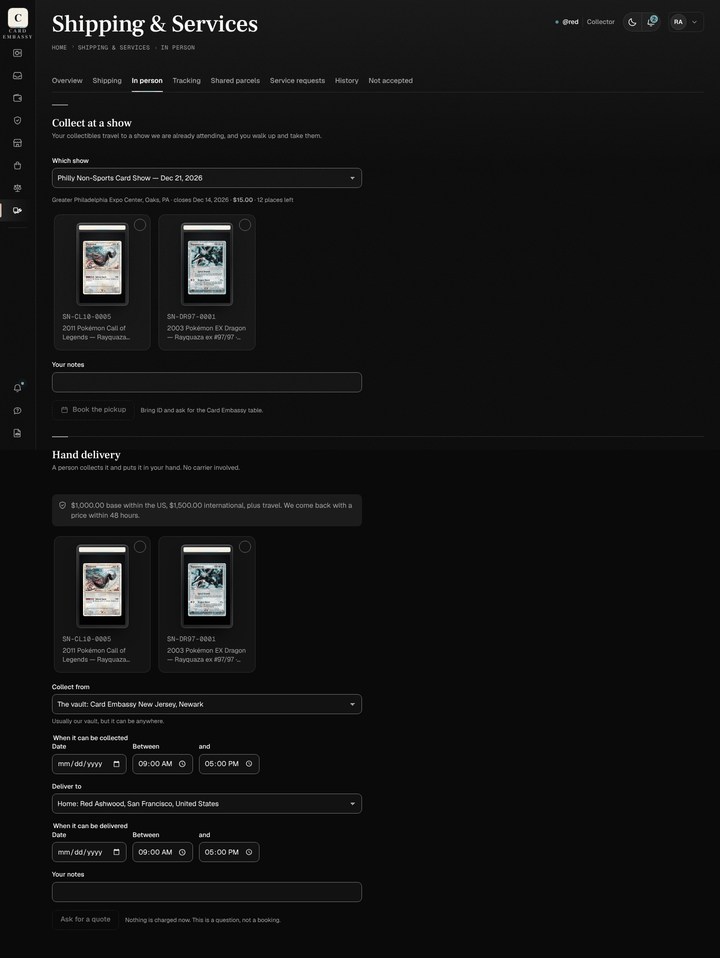 C
CARD
EMBASSY
Shipping & Services
@red
Collector
2
RA
HOME
SHIPPING & SERVICES
IN PERSON
Overview
Shipping
In person
Tracking
Shared parcels
Service requests
History
Not accepted
Collect at a show
Your collectibles travel to a show we are already attending, and you walk up and take them.
Which show
Philly Non-Sports Card Show — Dec 21, 2026
Greater Philadelphia Expo Center, Oaks, PA · closes Dec 14, 2026 · $15.00 · 12 places left
SN-CL10-0005
2011 Pokémon Call of
Legends — Rayquaza…
SN-DR97-0001
2003 Pokémon EX Dragon
— Rayquaza ex #97/97 ·…
Your notes
Book the pickup
Bring ID and ask for the Card Embassy table.
Hand delivery
A person collects it and puts it in your hand. No carrier involved.
$1,000.00 base within the US, $1,500.00 international, plus travel. We come back with a
price within 48 hours.
SN-CL10-0005
2011 Pokémon Call of
Legends — Rayquaza…
SN-DR97-0001
2003 Pokémon EX Dragon
— Rayquaza ex #97/97 ·…
Collect from
The vault: Card Embassy New Jersey, Newark
Usually our vault, but it can be anywhere.
When it can be collected
Date
Between
and
mm/dd/yyyy
09:00 AM
05:00 PM
Deliver to
Home: Red Ashwood, San Francisco, United States
When it can be delivered
Date
Between
and
mm/dd/yyyy
09:00 AM
05:00 PM
Your notes
Ask for a quote
Nothing is charged now. This is a question, not a booking.